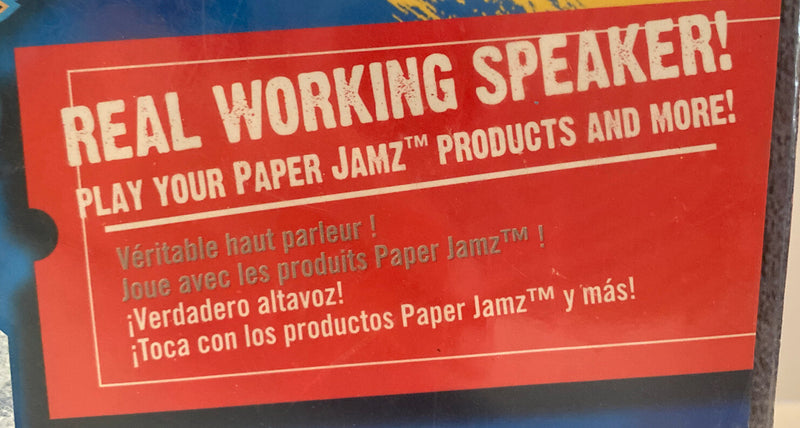 REAL WORKING SPEAKER!
PLAY YOUR PAPER JAMZ™ PRODUCTS AND MORE!
Véritable haut parleur !
Joue avec les produits Paper Jamz™ !
¡Verdadero altavoz!
¡Toca con los productos Paper Jamz™ y más!